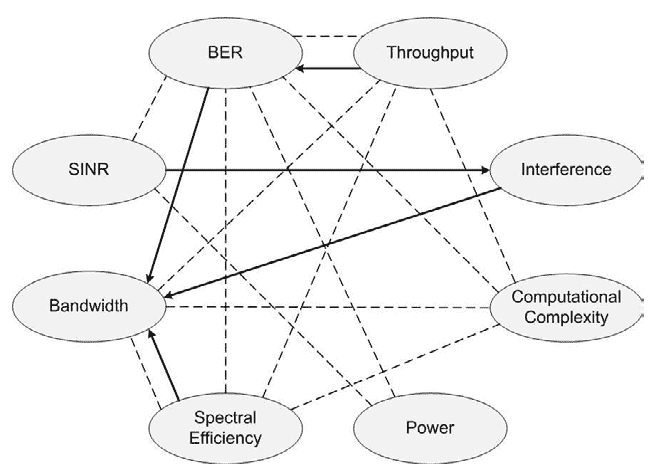 BER
Throughput
SINR
Interference
Bandwidth
Computational
Complexity
Spectral
Efficiency
Power